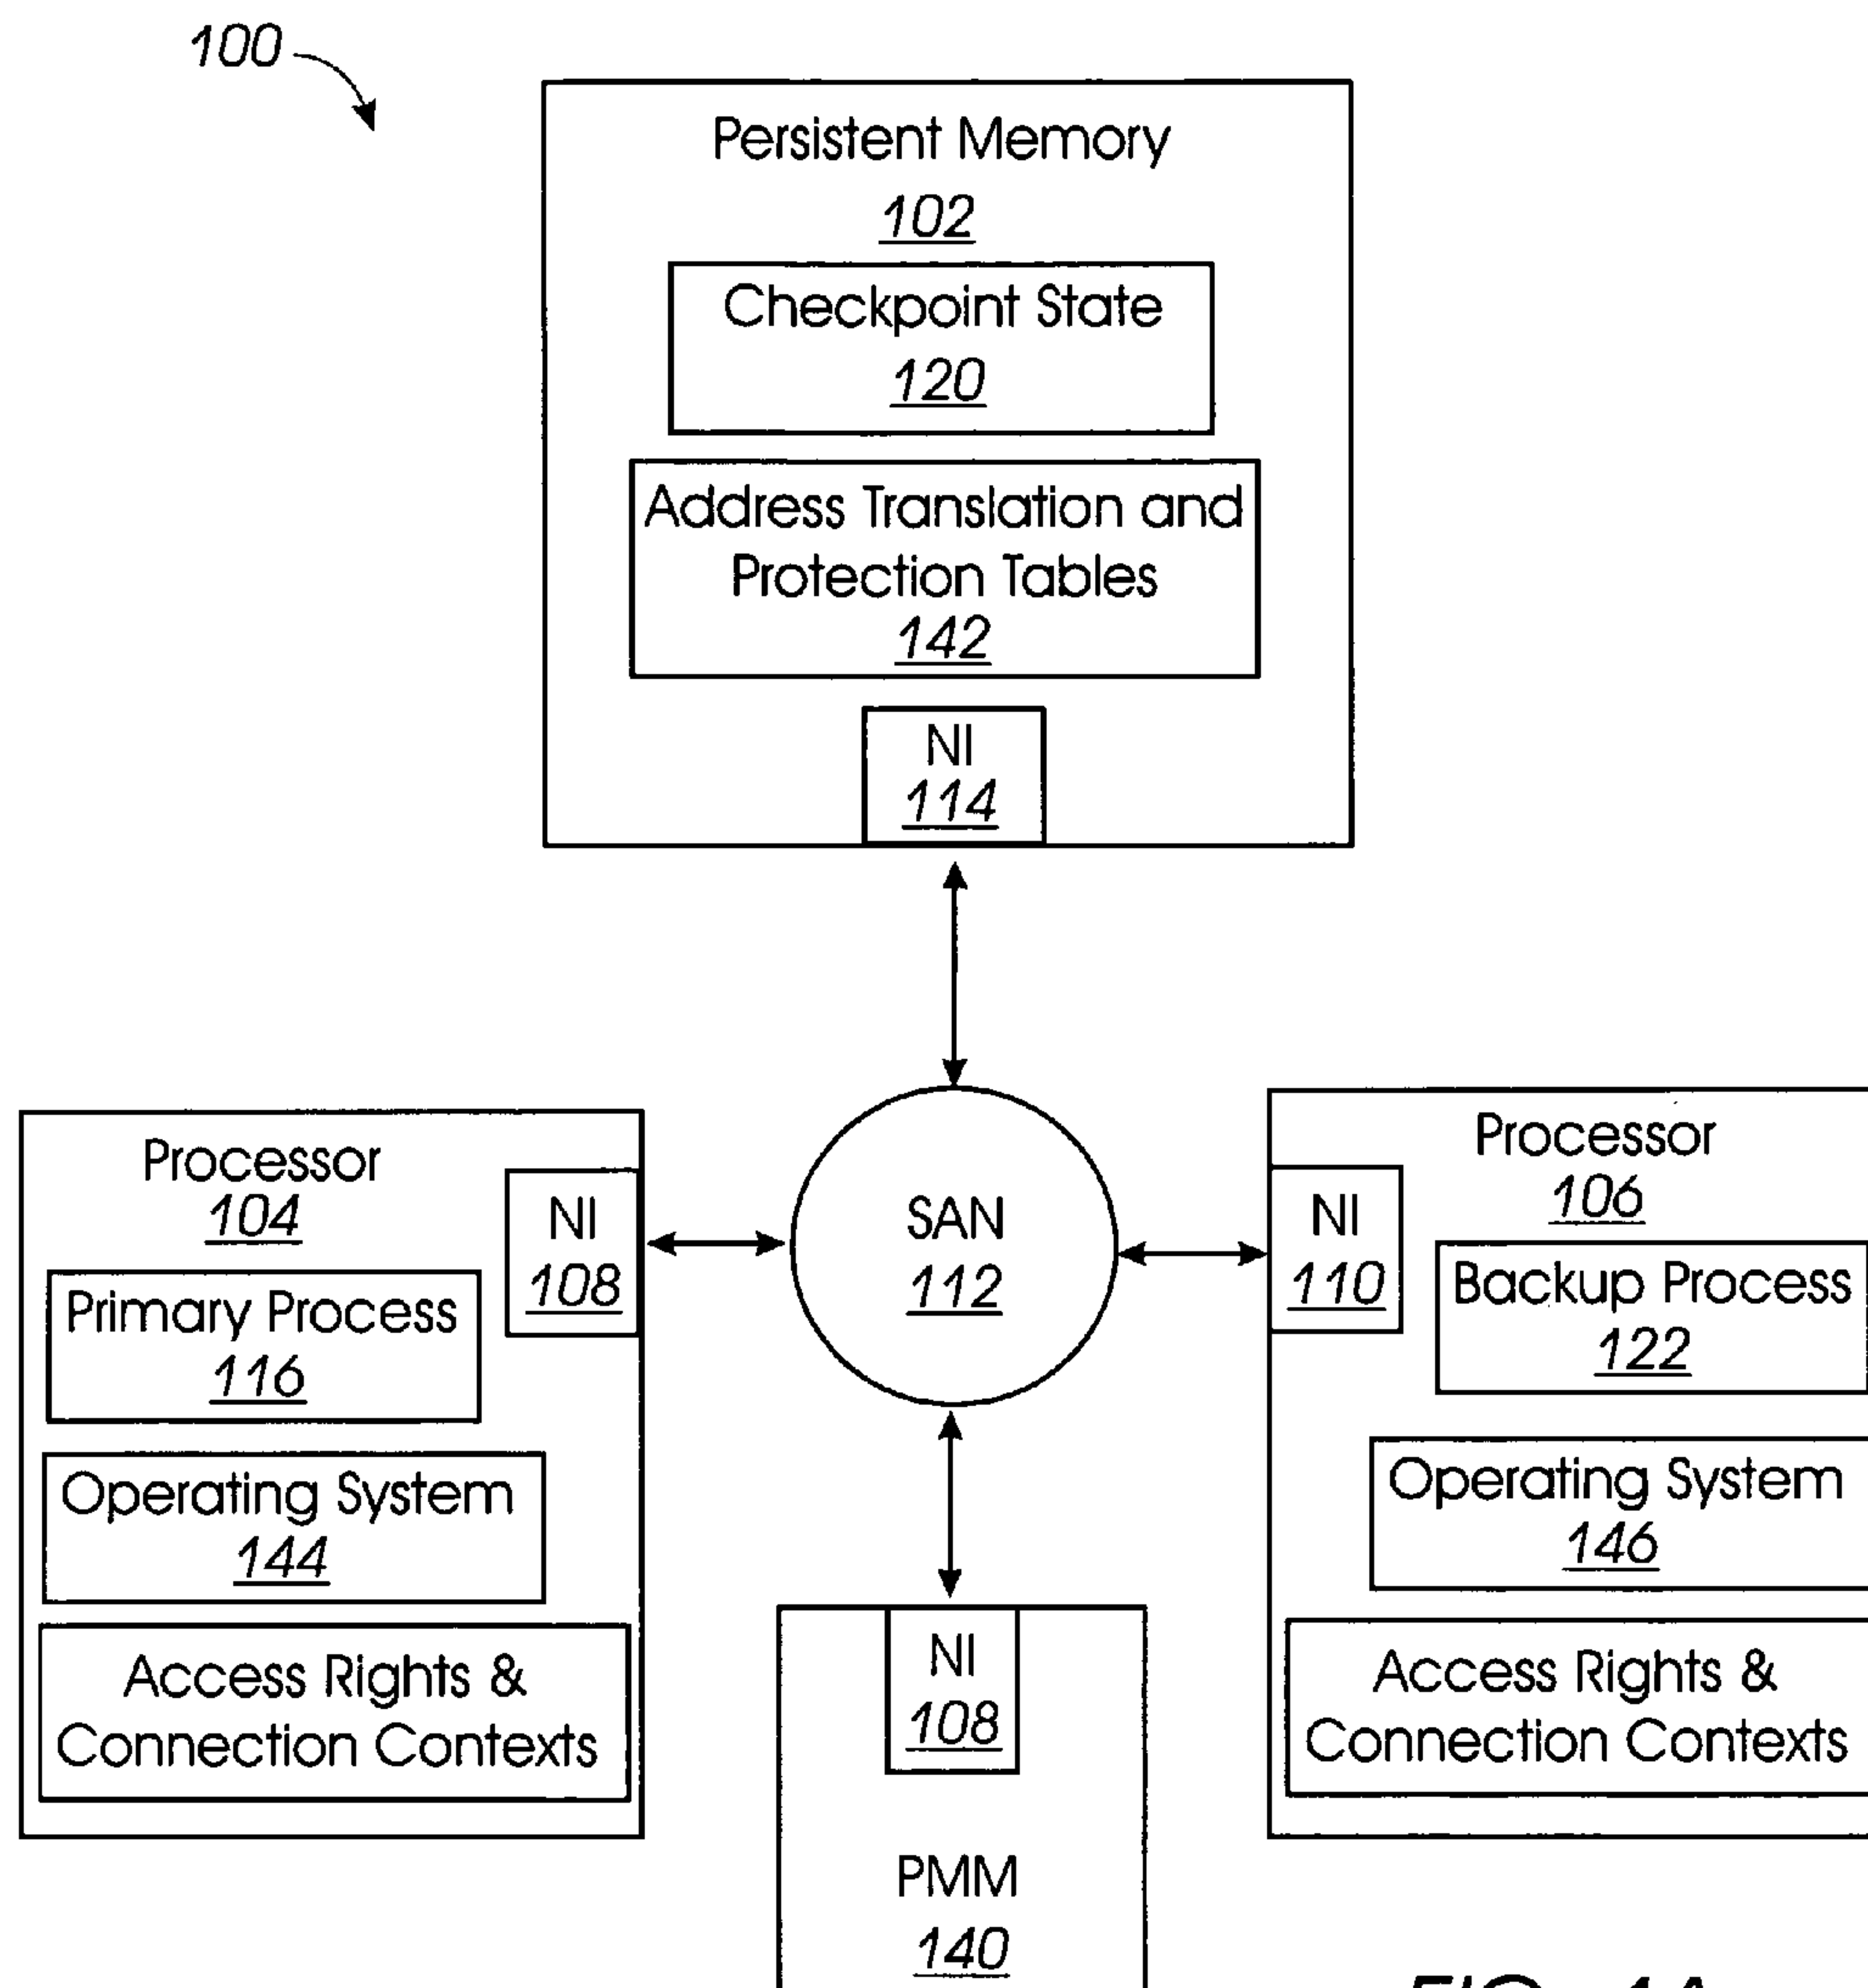 100
Persistent Memory
102
Checkpoint State
120
Address Translation and
Protection Tables
142
NI
114
Processor
104
NI
108
Primary Process
116
Operating System
144
Access Rights &
Connection Contexts
SAN
112
Processor
106
NI
110
Backup Process
122
Operating System
146
Access Rights &
Connection Contexts
NI
108
PMM
140